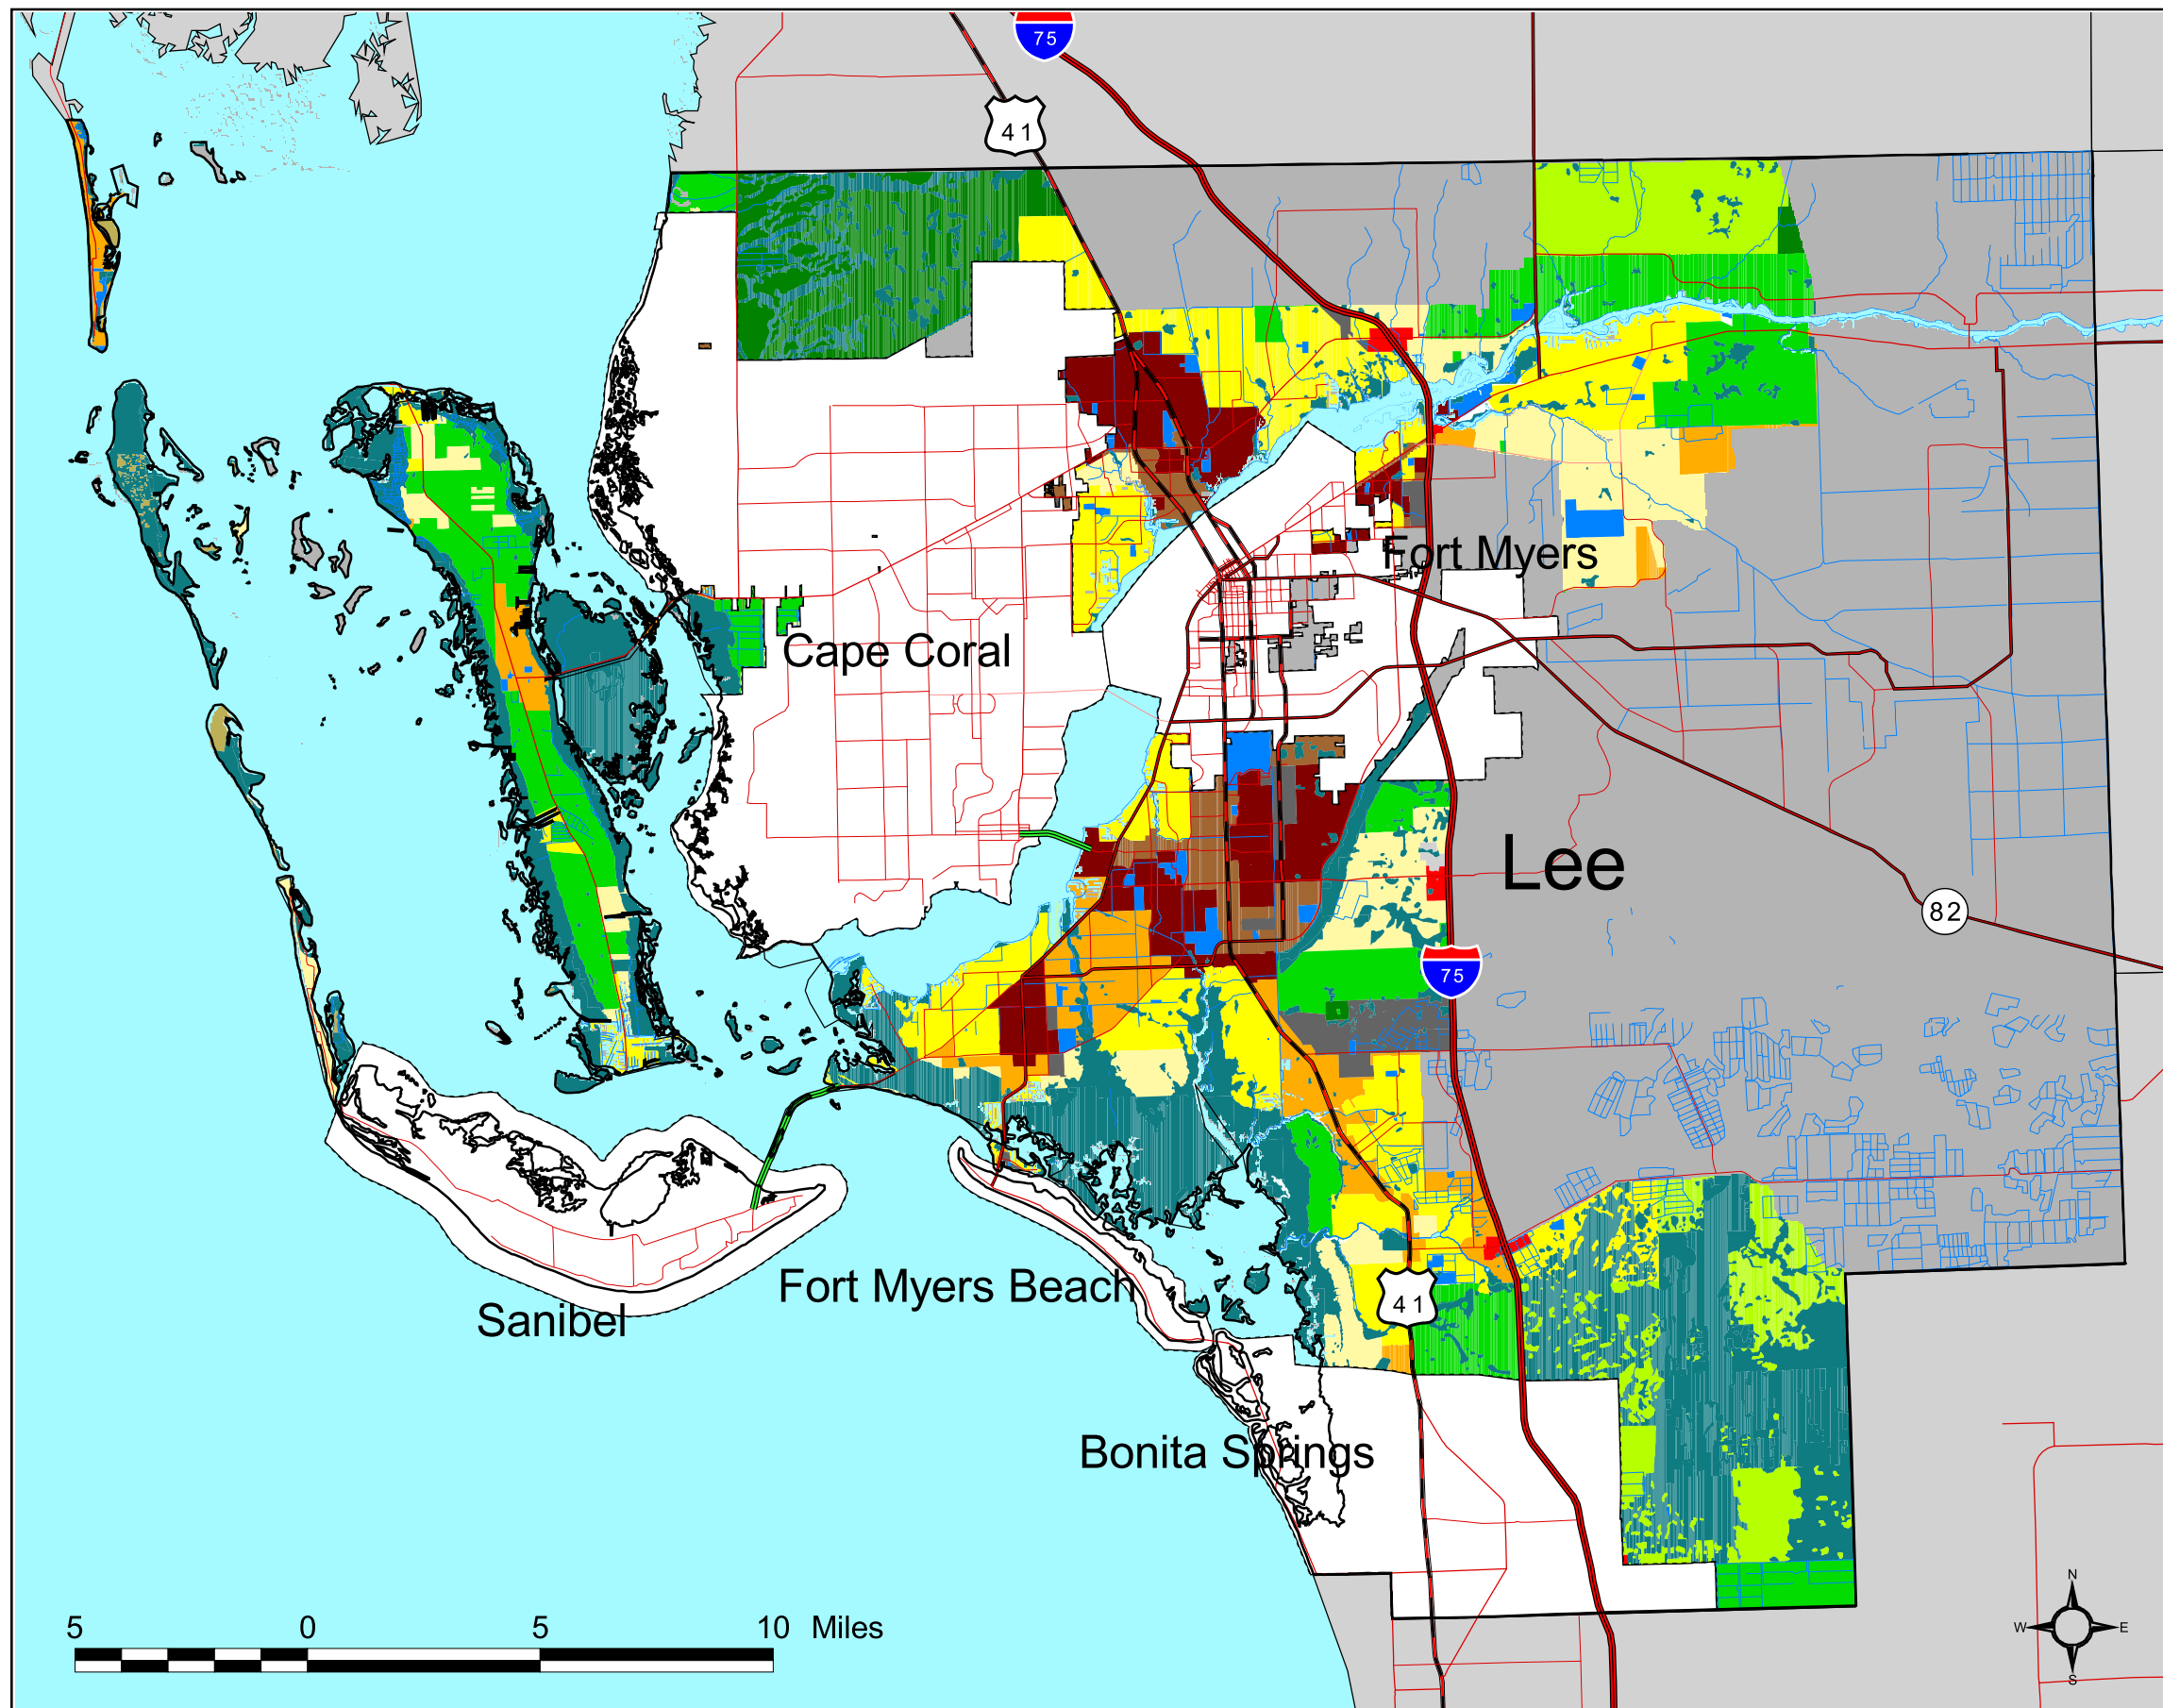 75
41
Fort Myers
Cape Coral
Lee
82
75
Fort Myers Beach
Sanibel
41
Bonita Springs
N
W E
S
5 0 5 10 Miles